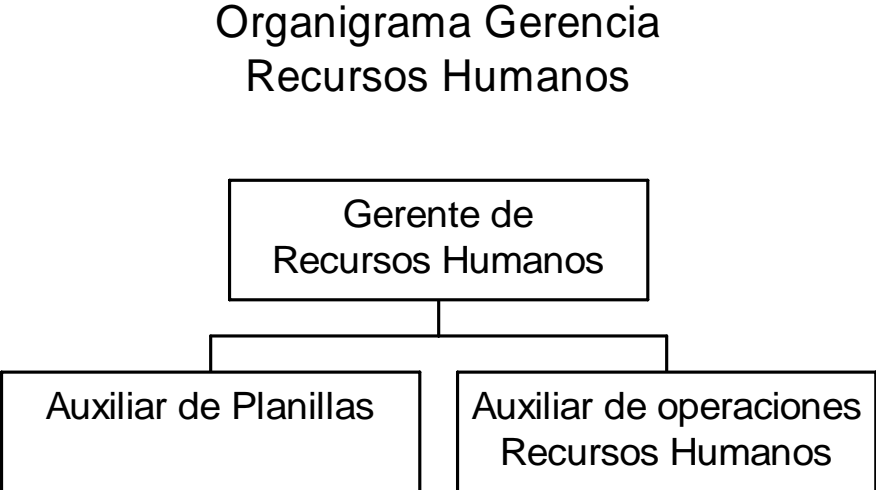 Organigrama Gerencia
Recursos Humanos
Gerente de
Recursos Humanos
Auxiliar de Planillas
Auxiliar de operaciones
Recursos Humanos